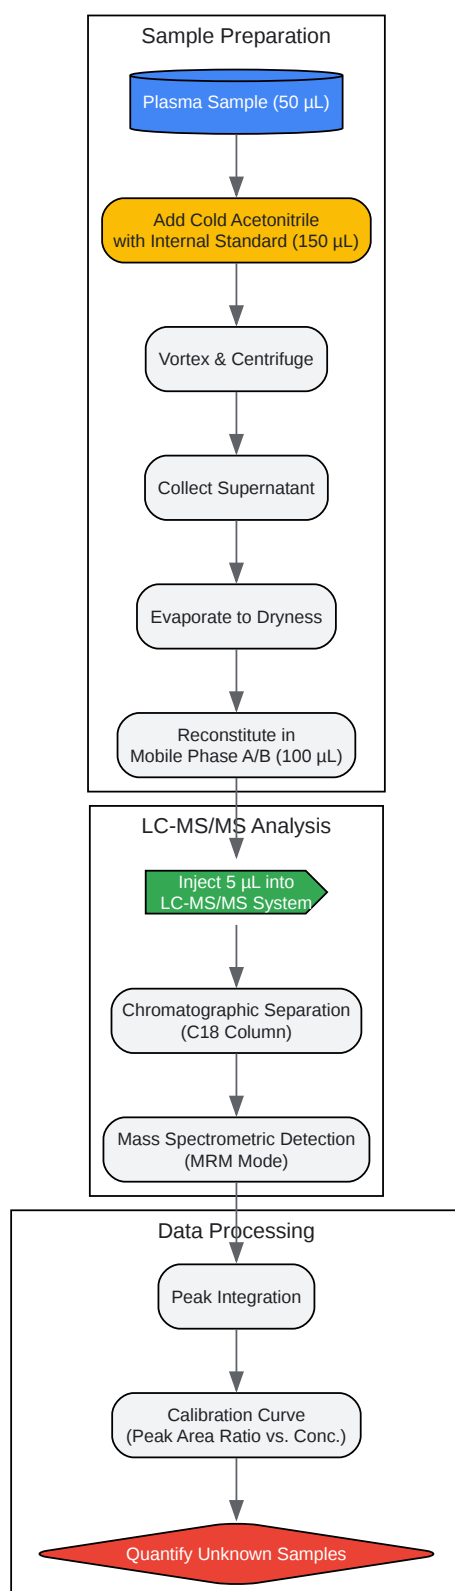 Sample Preparation
Plasma Sample (50 µL)
Add Cold Acetonitrile
with Internal Standard (150 µL)
Vortex & Centrifuge
Collect Supernatant
Evaporate to Dryness
Reconstitute in
Mobile Phase A/B (100 µL)
LC-MS/MS Analysis
Inject 5 µL into
LC-MS/MS System
Chromatographic Separation
(C18 Column)
Mass Spectrometric Detection
(MRM Mode)
Data Processing
Peak Integration
Calibration Curve
(Peak Area Ratio vs. Conc.)
Quantify Unknown Samples